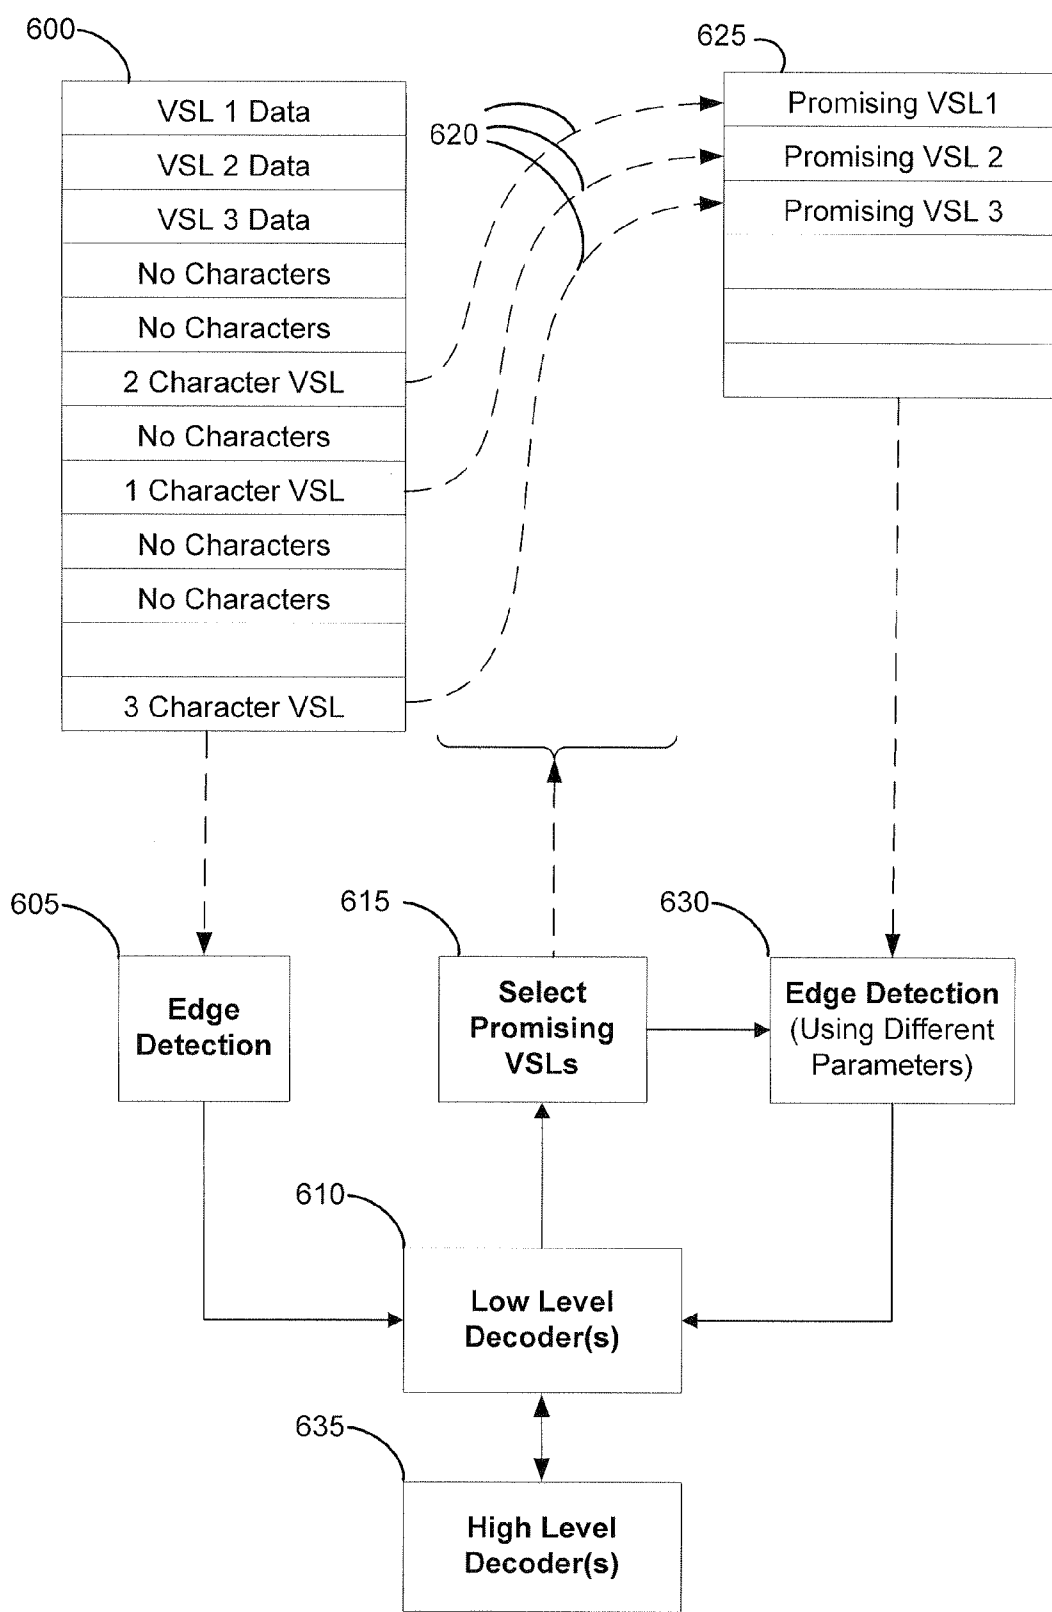 600
VSL 1 Data
VSL 2 Data
VSL 3 Data
No Characters
No Characters
2 Character VSL
No Characters
1 Character VSL
No Characters
No Characters
3 Character VSL
620
625
Promising VSL1
Promising VSL 2
Promising VSL 3
605
Edge
Detection
615
Select
Promising
VSLs
630
Edge Detection
(Using Different
Parameters)
610
Low Level
Decoder(s)
635
High Level
Decoder(s)